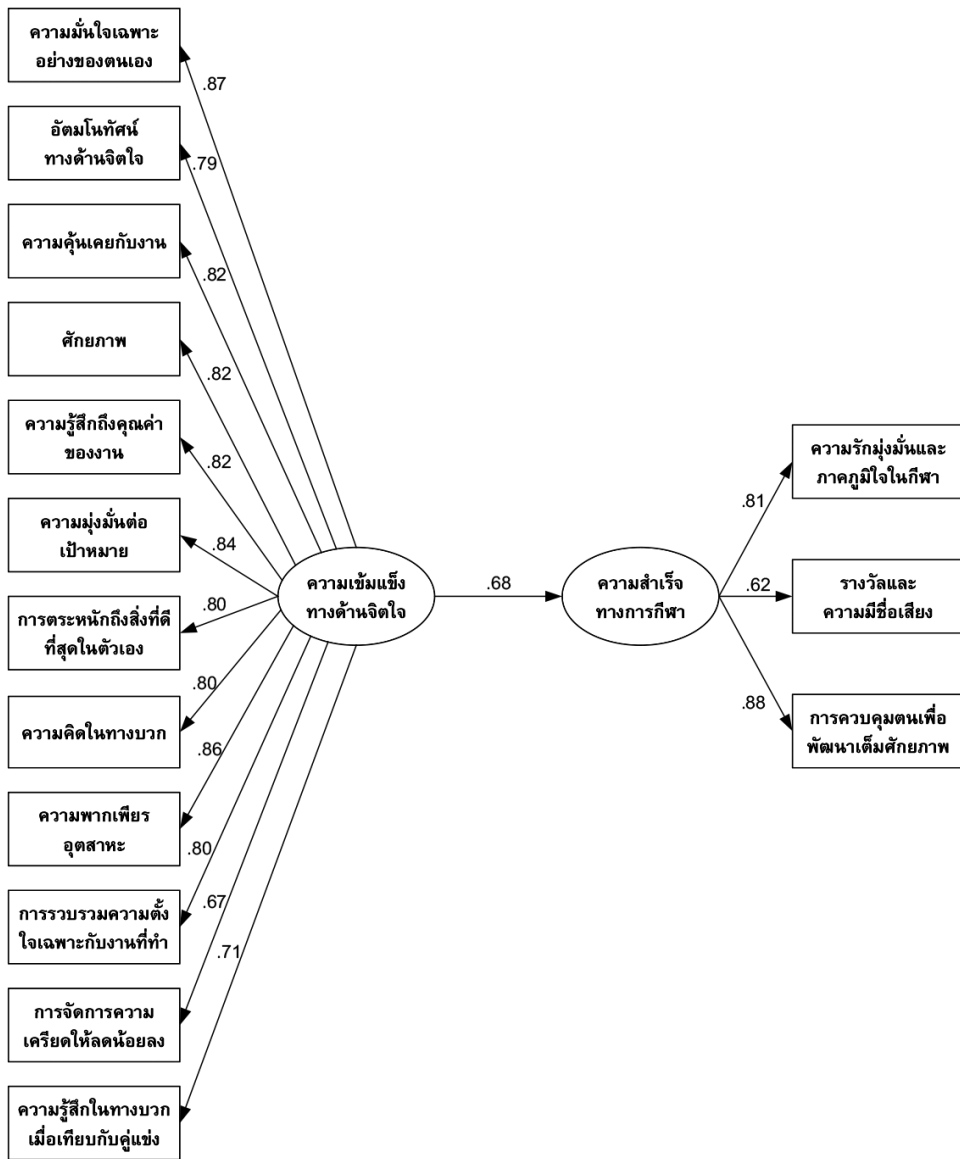 ความมั่นใจเฉพาะ
อย่างของตนเอง
.87
อัตมโนทัศน์
ทางด้านจิตใจ
.79
ความคุ้นเคยกับงาน
.82
ศักยภาพ
.82
ความรู้สึกถึงคุณค่า
ของงาน
.82
ความมุ่งมั่นต่อ
เป้าหมาย
.84
การตระหนักถึงสิ่งที่ดี
ที่สุดในตัวเอง
.80
ความคิดในทางบวก
.80
ความพากเพียร
อุตสาหะ
.86
การรวบรวมความตั้ง
ใจเฉพาะกับงานที่ทำ
.80
การจัดการความ
เครียดให้ลดน้อยลง
.67
ความรู้สึกในทางบวก
เมื่อเทียบกับคู่แข่ง
.71
ความเข้มแข็ง
ทางด้านจิตใจ
.68
ความสำเร็จ
ทางการกีฬา
.81
ความรักมุ่งมั่นและ
ภาคภูมิใจในกีฬา
.62
รางวัลและ
ความมีชื่อเสียง
.88
การควบคุมตนเพื่อ
พัฒนาเต็มศักยภาพ